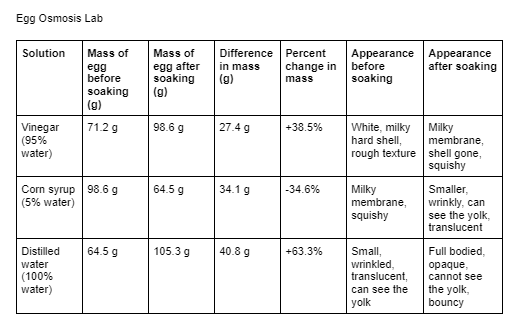 Egg Osmosis Lab
Solution
Mass of
egg
before
soaking
(g)
Mass of
egg after
soaking
(g)
Difference
in mass
(g)
Percent
change in
mass
Appearance
before
soaking
Appearance
after soaking
Vinegar
(95%
water)
71.2 g
98.6 g
27.4 g
+38.5%
White, milky
hard shell,
rough texture
Milky
membrane,
shell gone,
squishy
Corn syrup
(5% water)
98.6 g
64.5 g
34.1 g
-34.6%
Milky
membrane,
squishy
Smaller,
wrinkly, can
see the yolk,
translucent
Distilled
water
(100%
water)
64.5 g
105.3 g
40.8 g
+63.3%
Small,
wrinkled,
translucent,
can see the
yolk
Full bodied,
opaque,
cannot see
the yolk,
bouncy